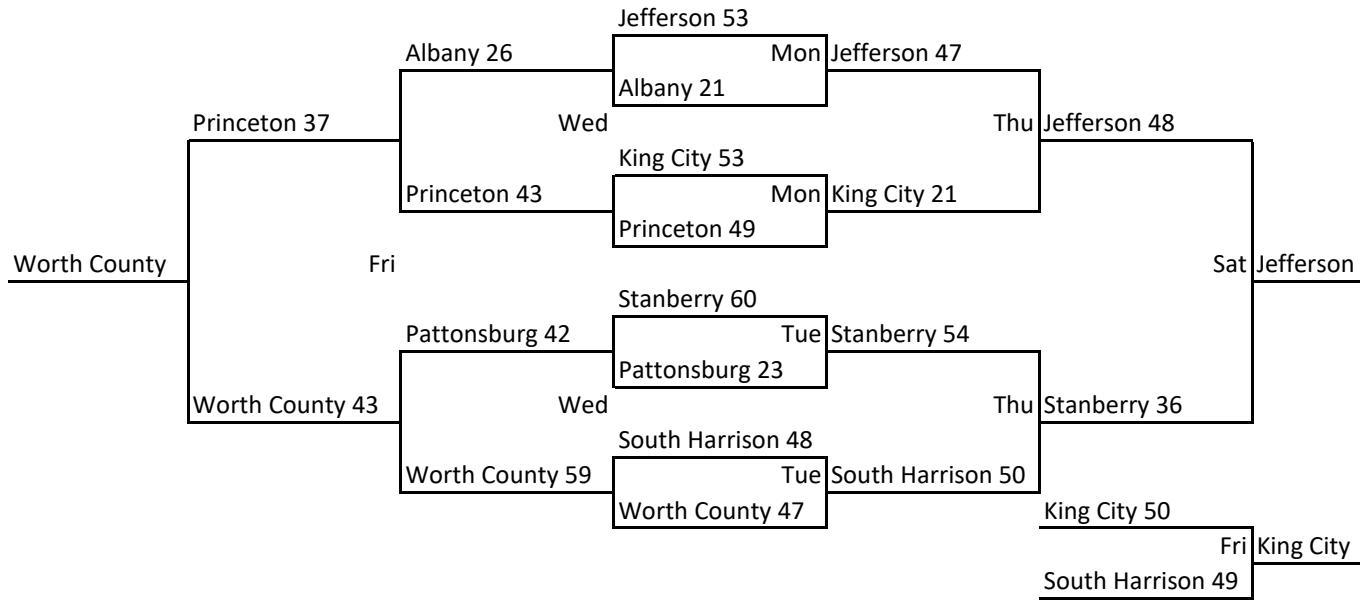 Jefferson 53
Albany 26
Mon
Jefferson 47
Albany 21
Princeton 37
Wed
Thu
Jefferson 48
King City 53
Princeton 43
Mon
King City 21
Princeton 49
Worth County
Fri
Sat
Jefferson
Stanberry 60
Pattonsburg 42
Tue
Stanberry 54
Pattonsburg 23
Worth County 43
Wed
Thu
Stanberry 36
South Harrison 48
Worth County 59
Tue
South Harrison 50
Worth County 47
King City 50
Fri
King City
South Harrison 49